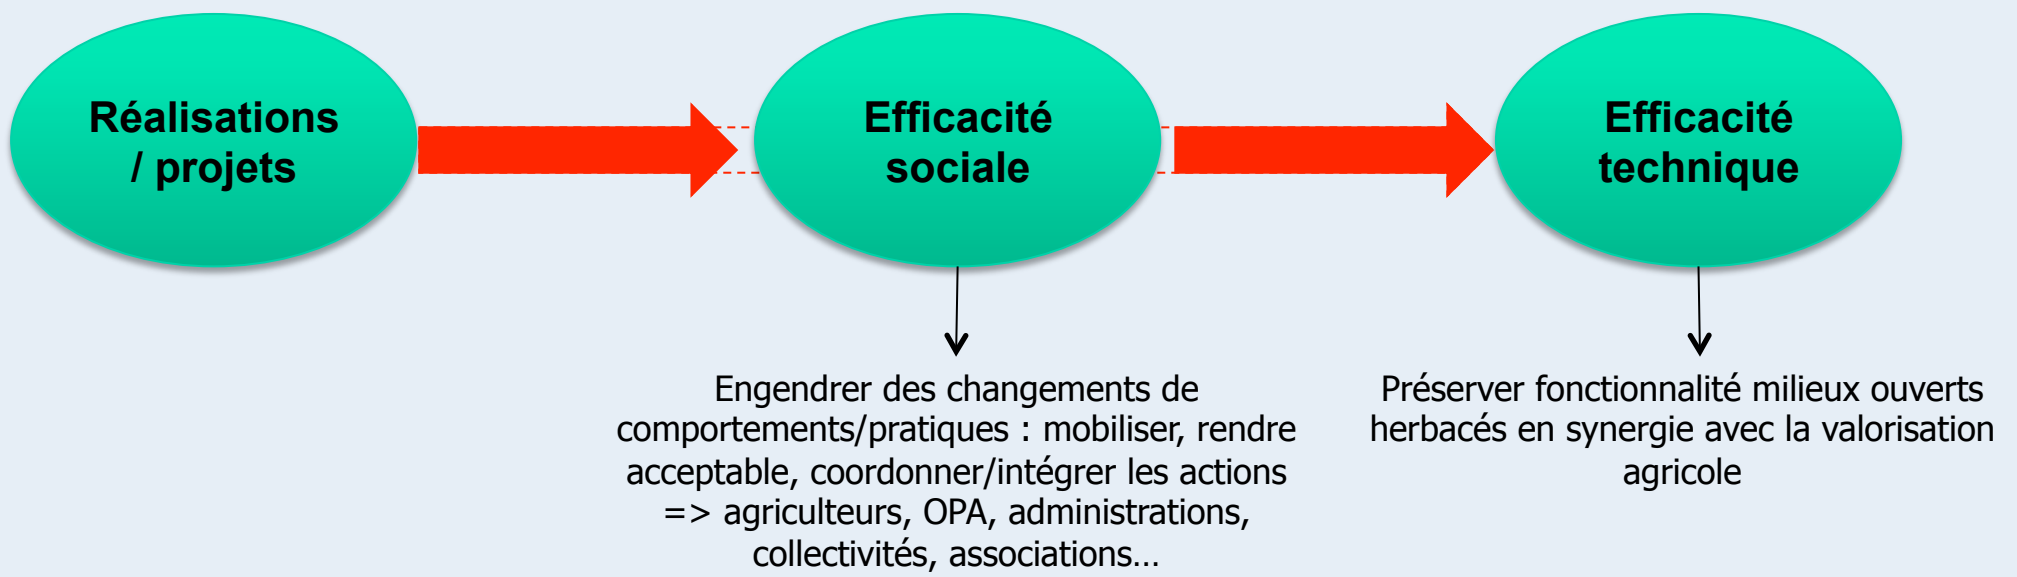 Réalisations
/ projets
Efficacité
sociale
Efficacité
technique
Engendrer des changements de
comportements/pratiques : mobiliser, rendre
acceptable, coordonner/intégrer les actions
=> agriculteurs, OPA, administrations,
collectivités, associations…
Préserver fonctionnalité milieux ouverts
herbacés en synergie avec la valorisation
agricole